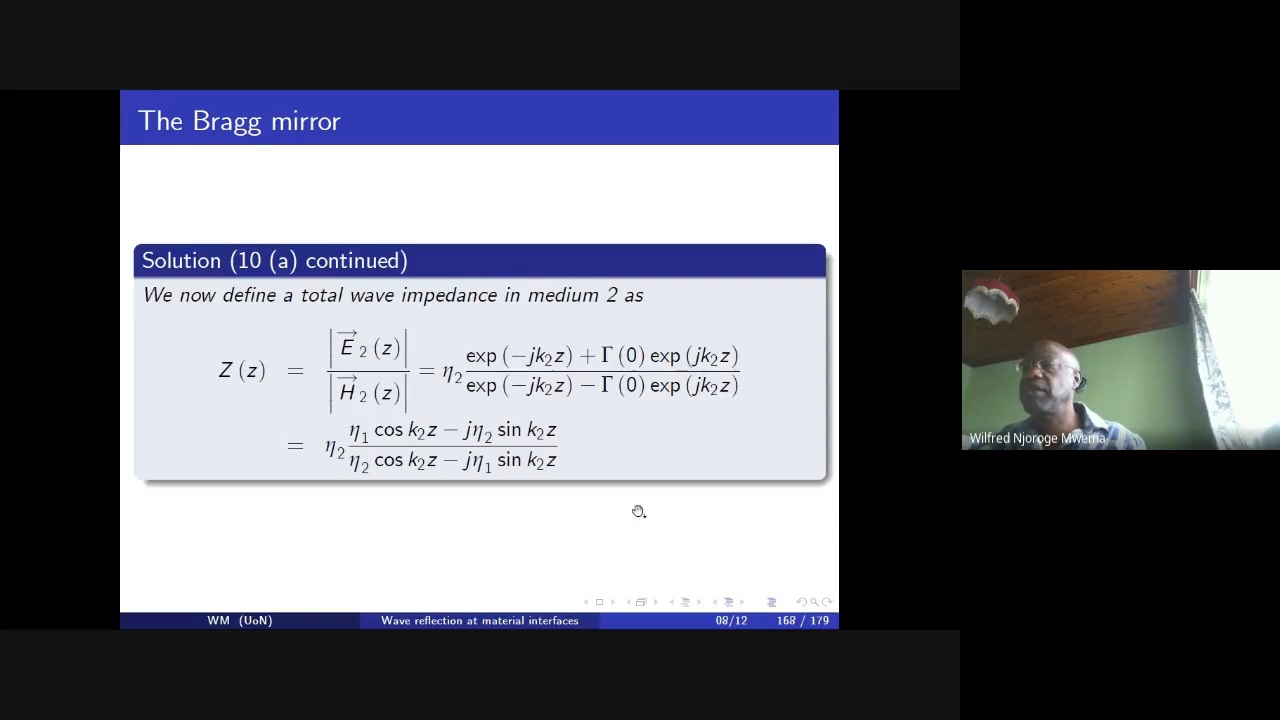 The Bragg mirror
Solution (10 (a) continued)
We now define a total wave impedance in medium 2 as
Z (z) = |E⃗ 2 (z)| / |H⃗ 2 (z)| = η2 (exp (−jk2z) + Γ (0) exp (jk2z)) / (exp (−jk2z) − Γ (0) exp (jk2z))
= η2 (η1 cos k2z − jη2 sin k2z) / (η2 cos k2z − jη1 sin k2z)
Wilfred Njoroge Mwema
WM (UoN) Wave reflection at material interfaces 08/12 168 / 179